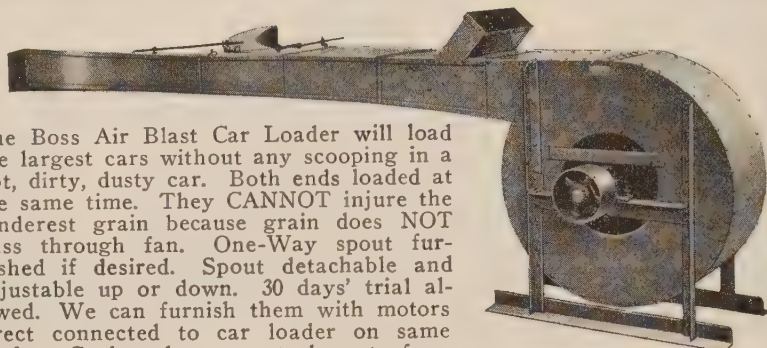 ne Boss Air Blast Car Loader will load
e largest cars without any scooping in a
t, dirty, dusty car. Both ends loaded at
e same time. They CANNOT injure the
nderest grain because grain does NOT
ss through fan. One-Way spout fur-
shed if desired. Spout detachable and
justable up or down. 30 days' trial al-
wed. We can furnish them with motors
rect connected to car loader on same